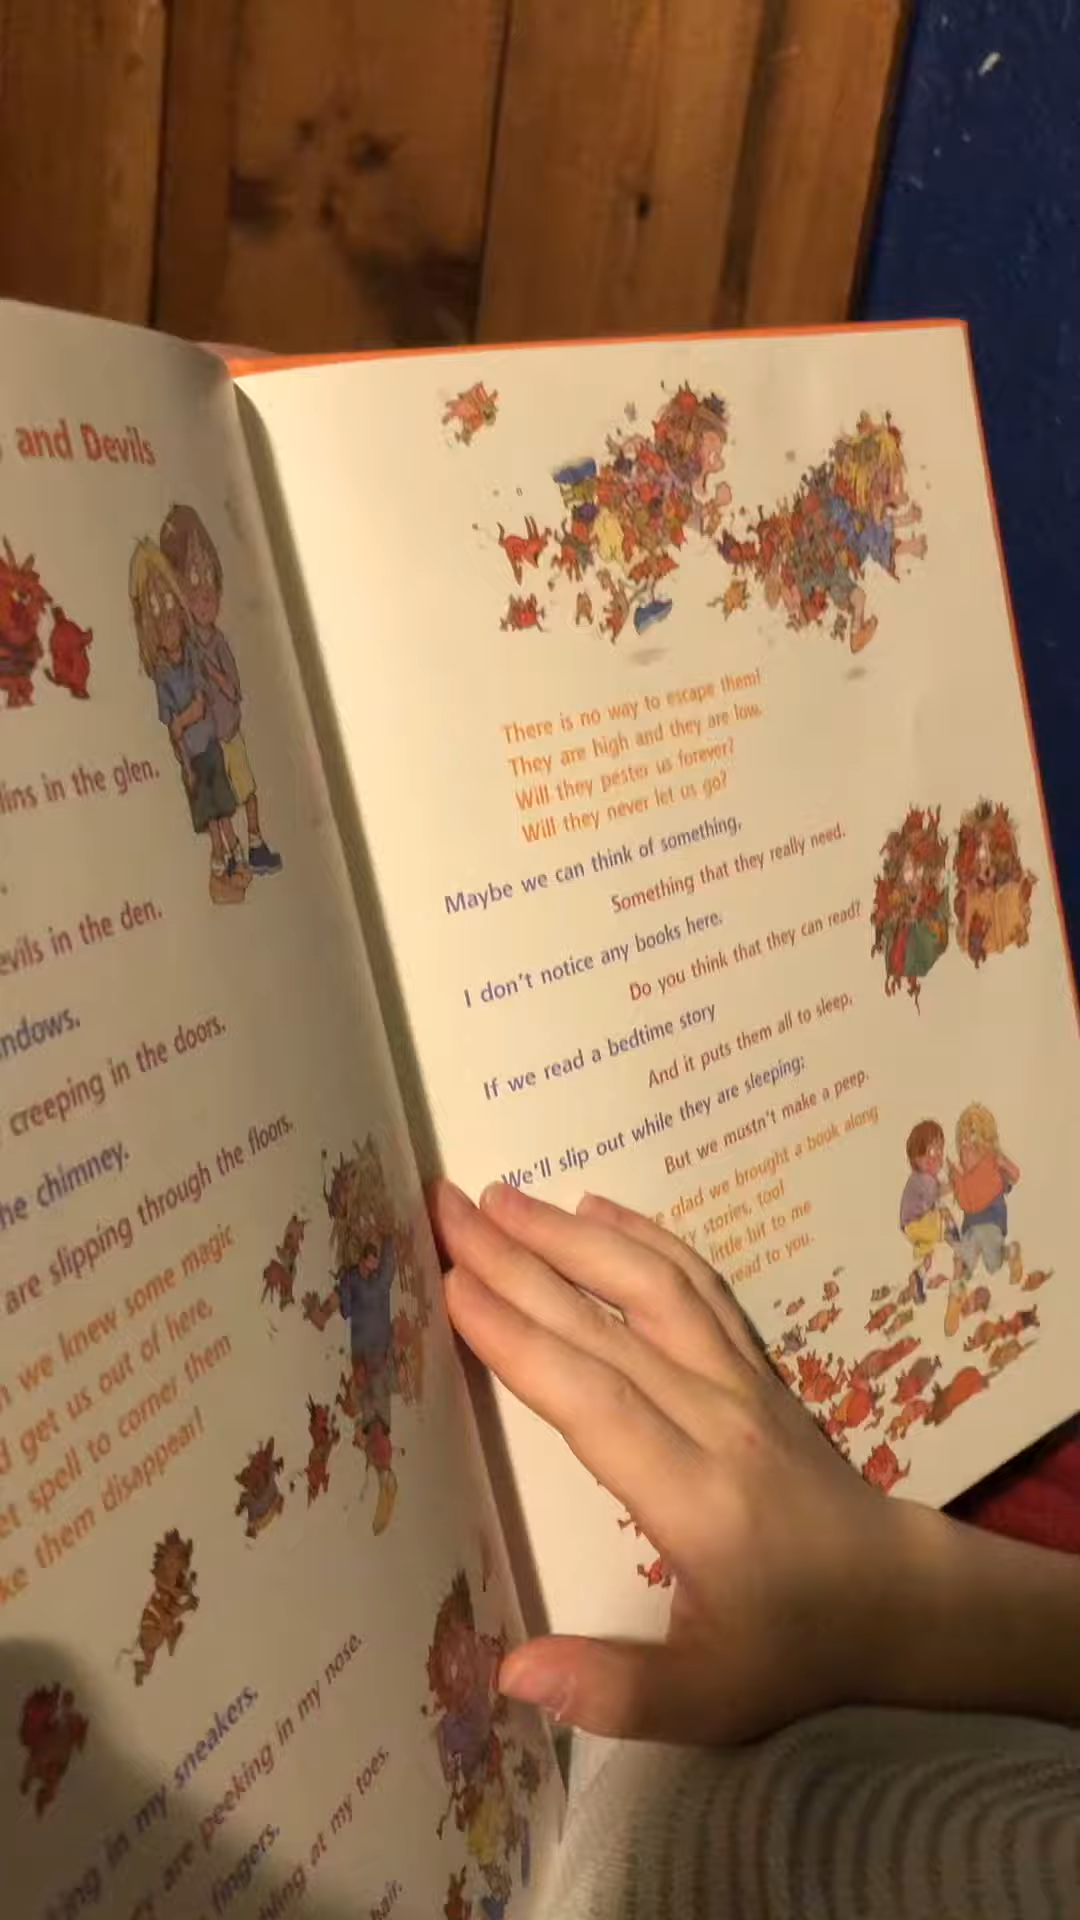 and Devils
lins in the glen.
evils in the den.
ndows.
creeping in the doors.
he chimney.
are slipping through the floors.
we knew some magic
get us out of here,
et spell to corner them
ke them disappear!
king in my sneakers.
are peeking in my nose.
fingers.
bling at my toes.
hair.
There is no way to escape them!
They are high and they are low.
Will they pester us forever?
Will they never let us go?
Maybe we can think of something,
Something that they really need.
I don't notice any books here.
Do you think that they can read?
If we read a bedtime story
And it puts them all to sleep,
We'll slip out while they are sleeping;
But we mustn't make a peep.
e glad we brought a book along
ry stories, too!
little bit to me
read to you.